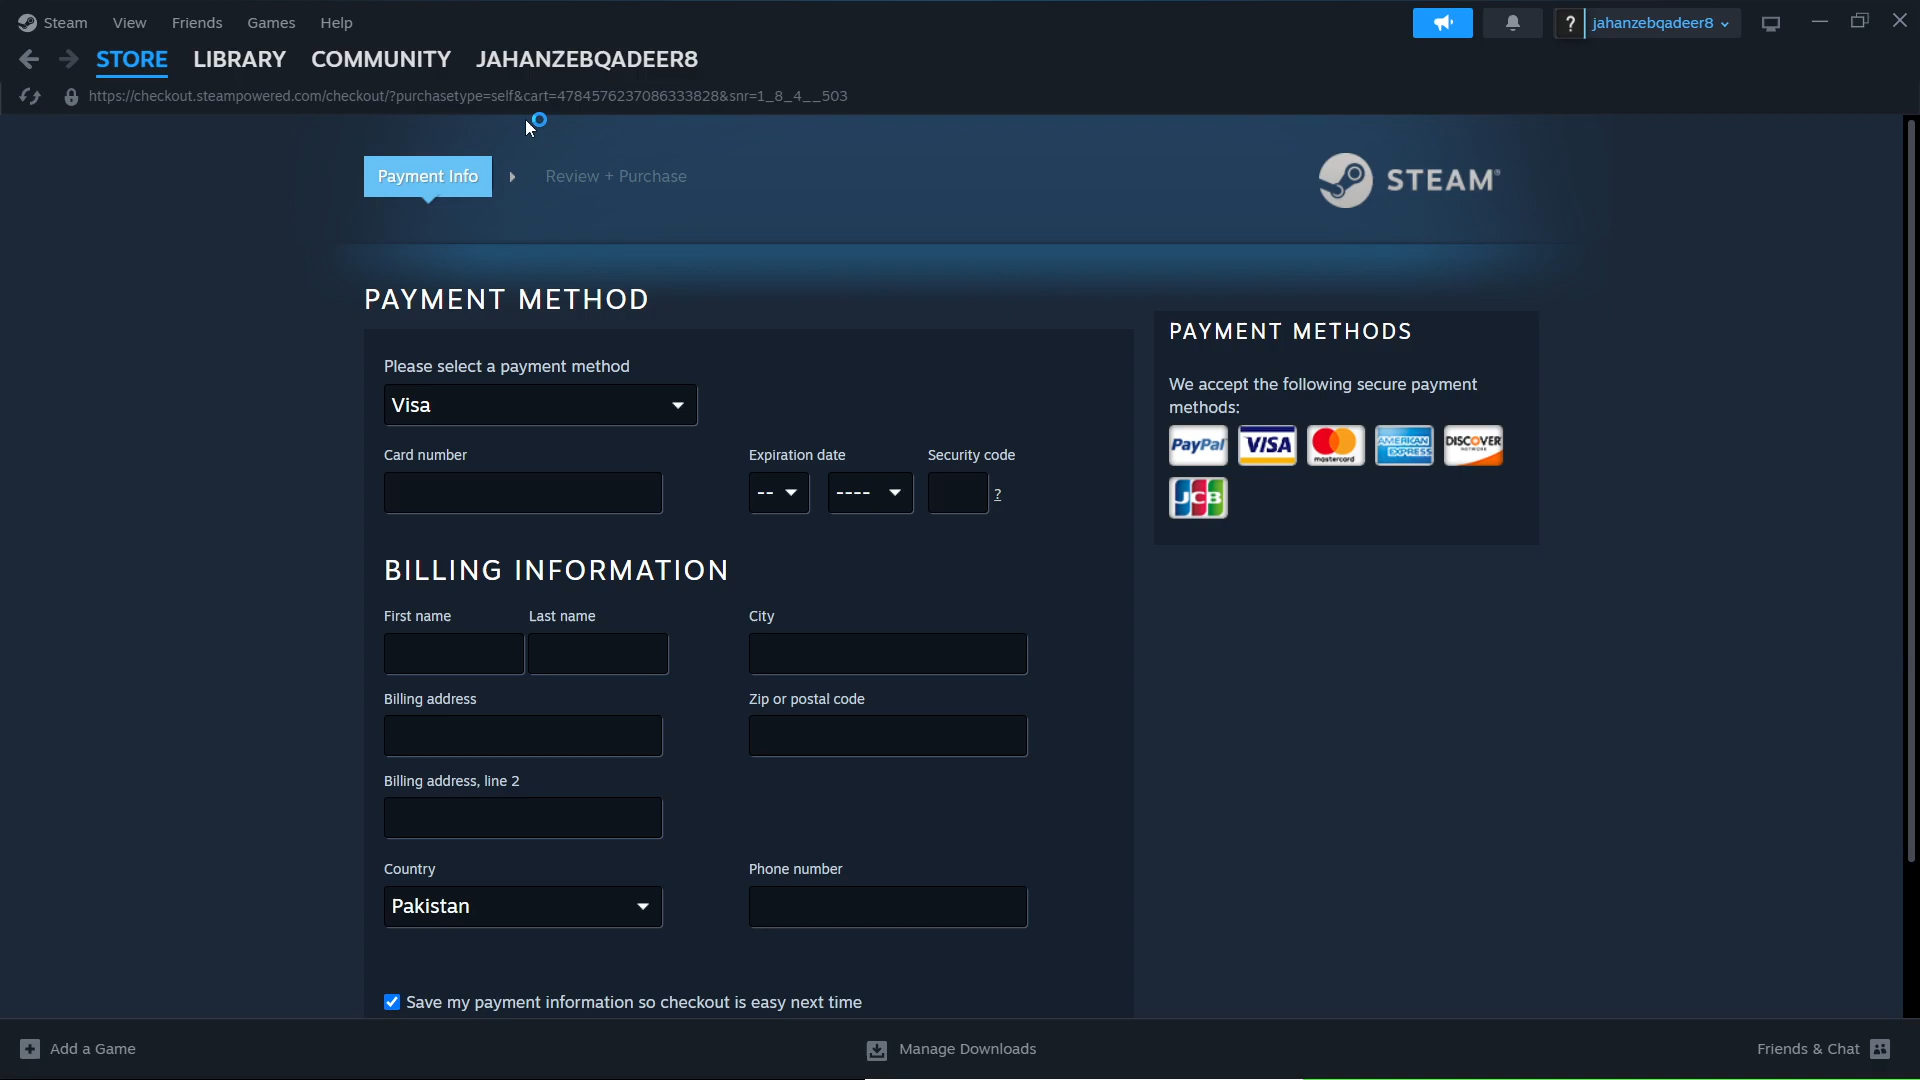 Steam View Friends Games Help
? jahanzebqadeer8
STORE LIBRARY COMMUNITY JAHANZEBQADEER8
https://checkout.steampowered.com/checkout/?purchasetype=self&cart=4784576237086333828&snr=1_8_4__503
Payment Info Review + Purchase
STEAM®
PAYMENT METHOD
Please select a payment method
Visa
Card number Expiration date Security code
-- ---- ?
BILLING INFORMATION
First name Last name City
Billing address Zip or postal code
Billing address, line 2
Country Phone number
Pakistan
Save my payment information so checkout is easy next time
PAYMENT METHODS
We accept the following secure payment
methods:
PayPal VISA mastercard AMERICAN EXPRESS DISCOVER NETWORK
JCB
Add a Game Manage Downloads Friends & Chat